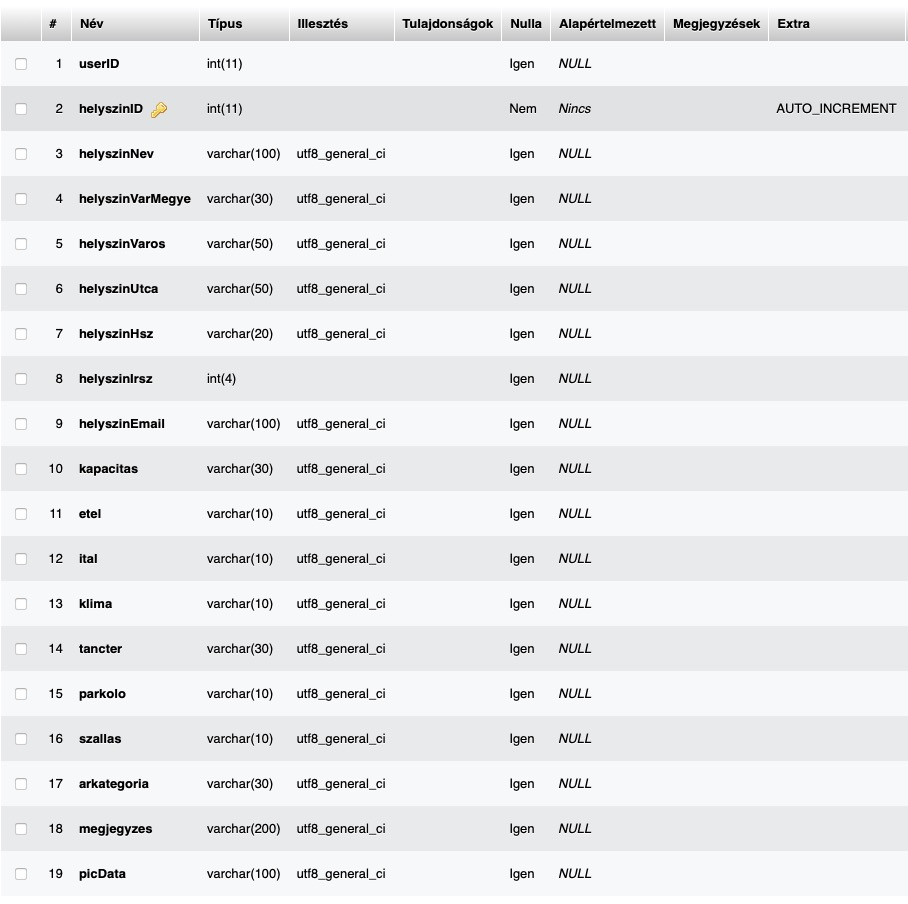 # Név Típus Illesztés Tulajdonságok Nulla Alapértelmezett Megjegyzések Extra
1 userID int(11) Igen NULL
2 helyszinID int(11) Nem Nincs AUTO_INCREMENT
3 helyszinNev varchar(100) utf8_general_ci Igen NULL
4 helyszinVarMegye varchar(30) utf8_general_ci Igen NULL
5 helyszinVaros varchar(50) utf8_general_ci Igen NULL
6 helyszinUtca varchar(50) utf8_general_ci Igen NULL
7 helyszinHsz varchar(20) utf8_general_ci Igen NULL
8 helyszinIrsz int(4) Igen NULL
9 helyszinEmail varchar(100) utf8_general_ci Igen NULL
10 kapacitas varchar(30) utf8_general_ci Igen NULL
11 etel varchar(10) utf8_general_ci Igen NULL
12 ital varchar(10) utf8_general_ci Igen NULL
13 klima varchar(10) utf8_general_ci Igen NULL
14 tancter varchar(30) utf8_general_ci Igen NULL
15 parkolo varchar(10) utf8_general_ci Igen NULL
16 szallas varchar(10) utf8_general_ci Igen NULL
17 arkategoria varchar(30) utf8_general_ci Igen NULL
18 megjegyzes varchar(200) utf8_general_ci Igen NULL
19 picData varchar(100) utf8_general_ci Igen NULL